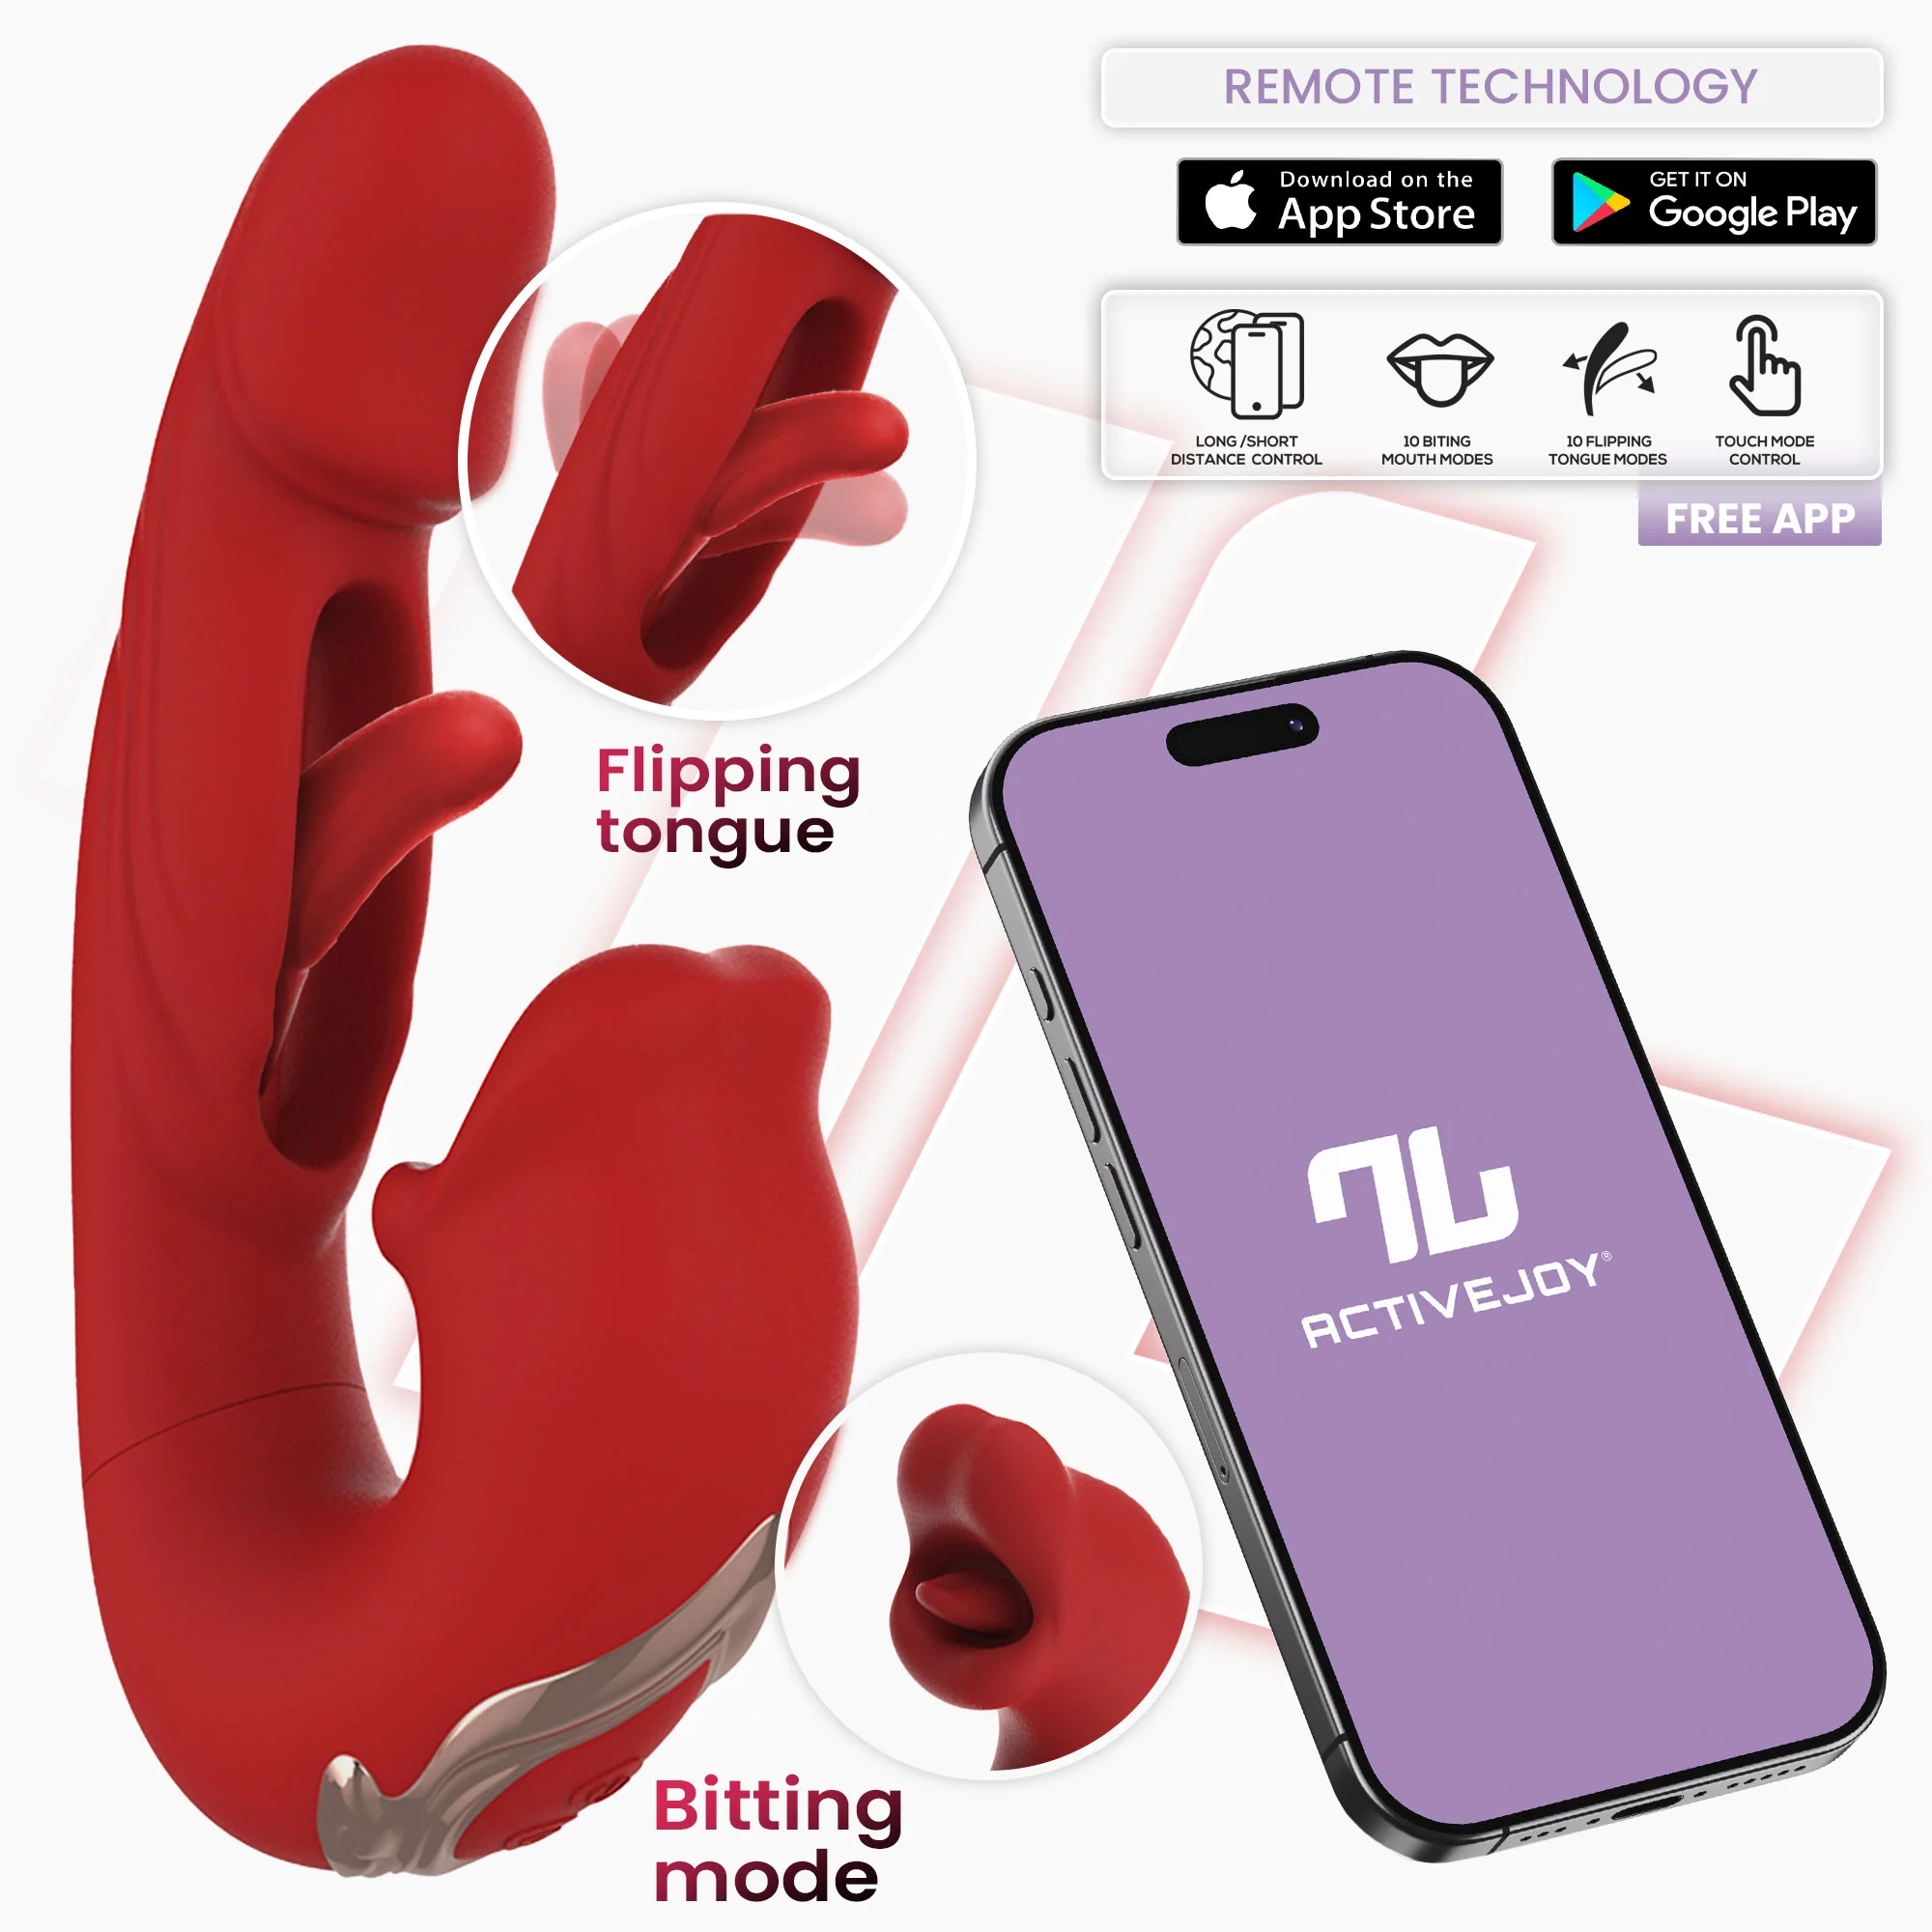 REMOTE TECHNOLOGY
Download on the
App Store
GET IT ON
Google Play
LONG /SHORT
DISTANCE CONTROL
10 BITING
MOUTH MODES
10 FLIPPING
TONGUE MODES
TOUCH MODE
CONTROL
FREE APP
Flipping
tongue
ACTIVEJOY®
Bitting
mode